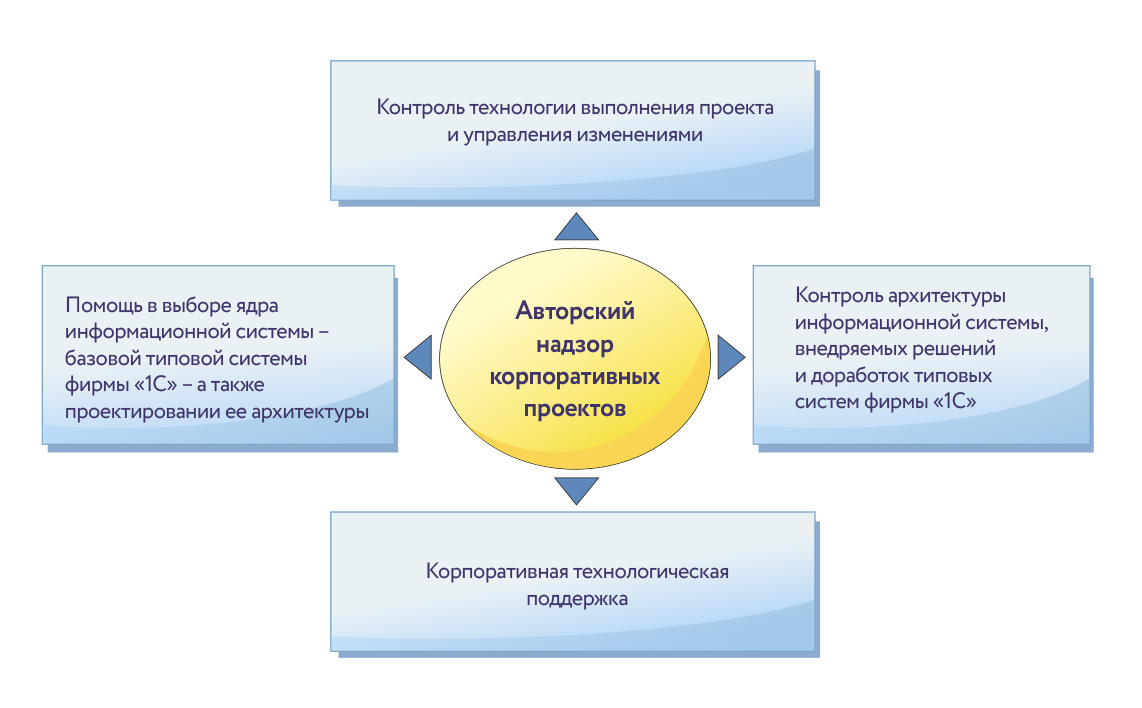 Контроль технологии выполнения проекта
и управления изменениями
Помощь в выборе ядра
информационной системы –
базовой типовой системы
фирмы «1С» – а также
проектировании ее архитектуры
Авторский
надзор
корпоративных
проектов
Контроль архитектуры
информационной системы,
внедряемых решений
и доработок типовых
систем фирмы «1С»
Корпоративная технологическая
поддержка